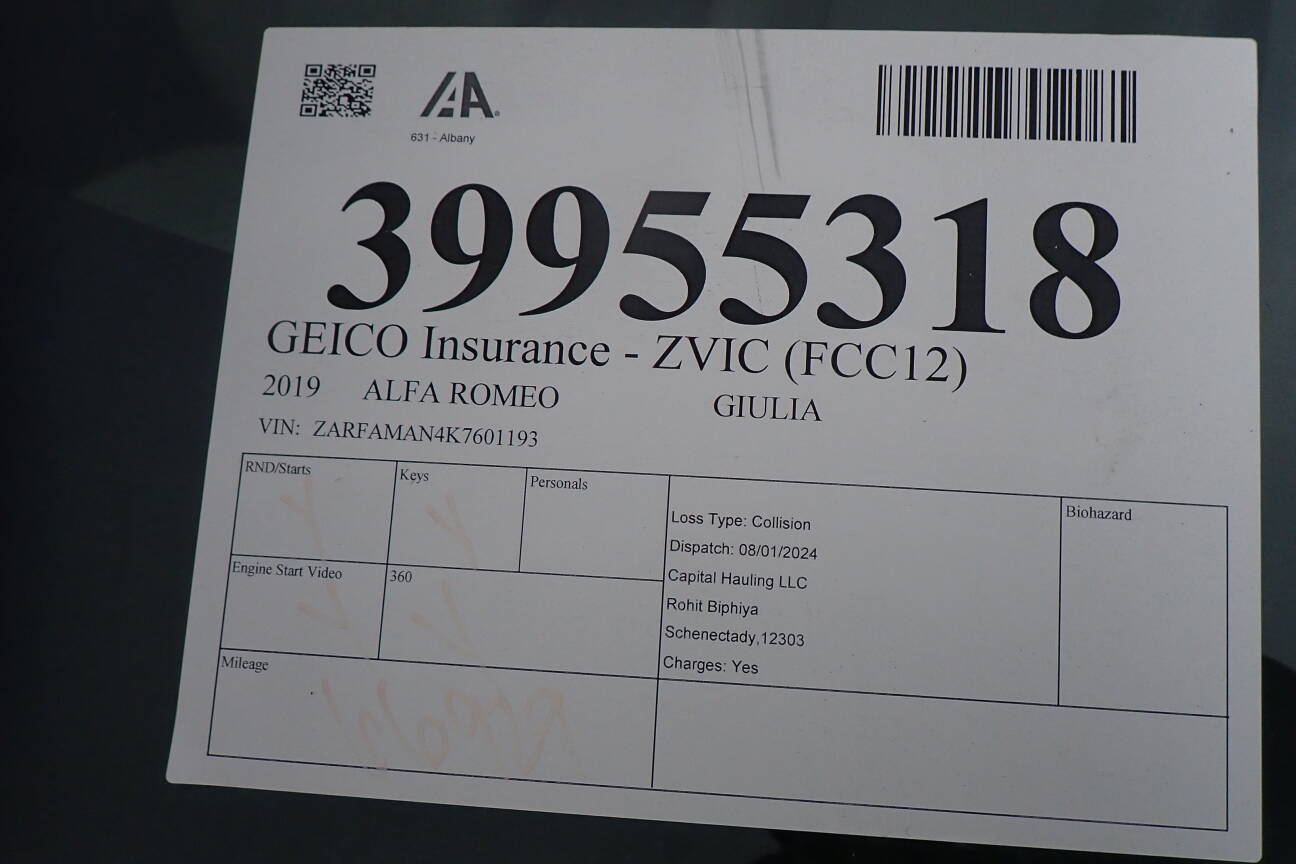 IAA
631 - Albany
39955318
GEICO Insurance - ZVIC (FCC12)
2019 ALFA ROMEO GIULIA
VIN: ZARFAMAN4K7601193
RND/Starts
Keys
Personals
Engine Start Video
360
Mileage
Loss Type: Collision
Dispatch: 08/01/2024
Capital Hauling LLC
Rohit Biphiya
Schenectady,12303
Charges: Yes
Biohazard